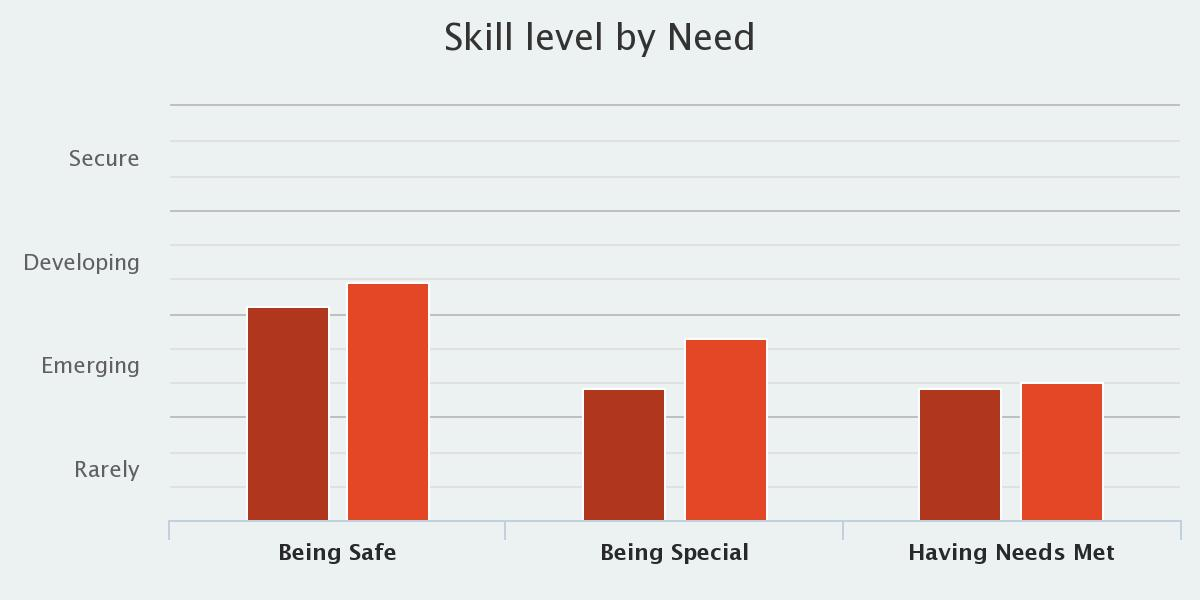 Skill level by Need
Secure
Developing
Emerging
Rarely
Being Safe
Being Special
Having Needs Met